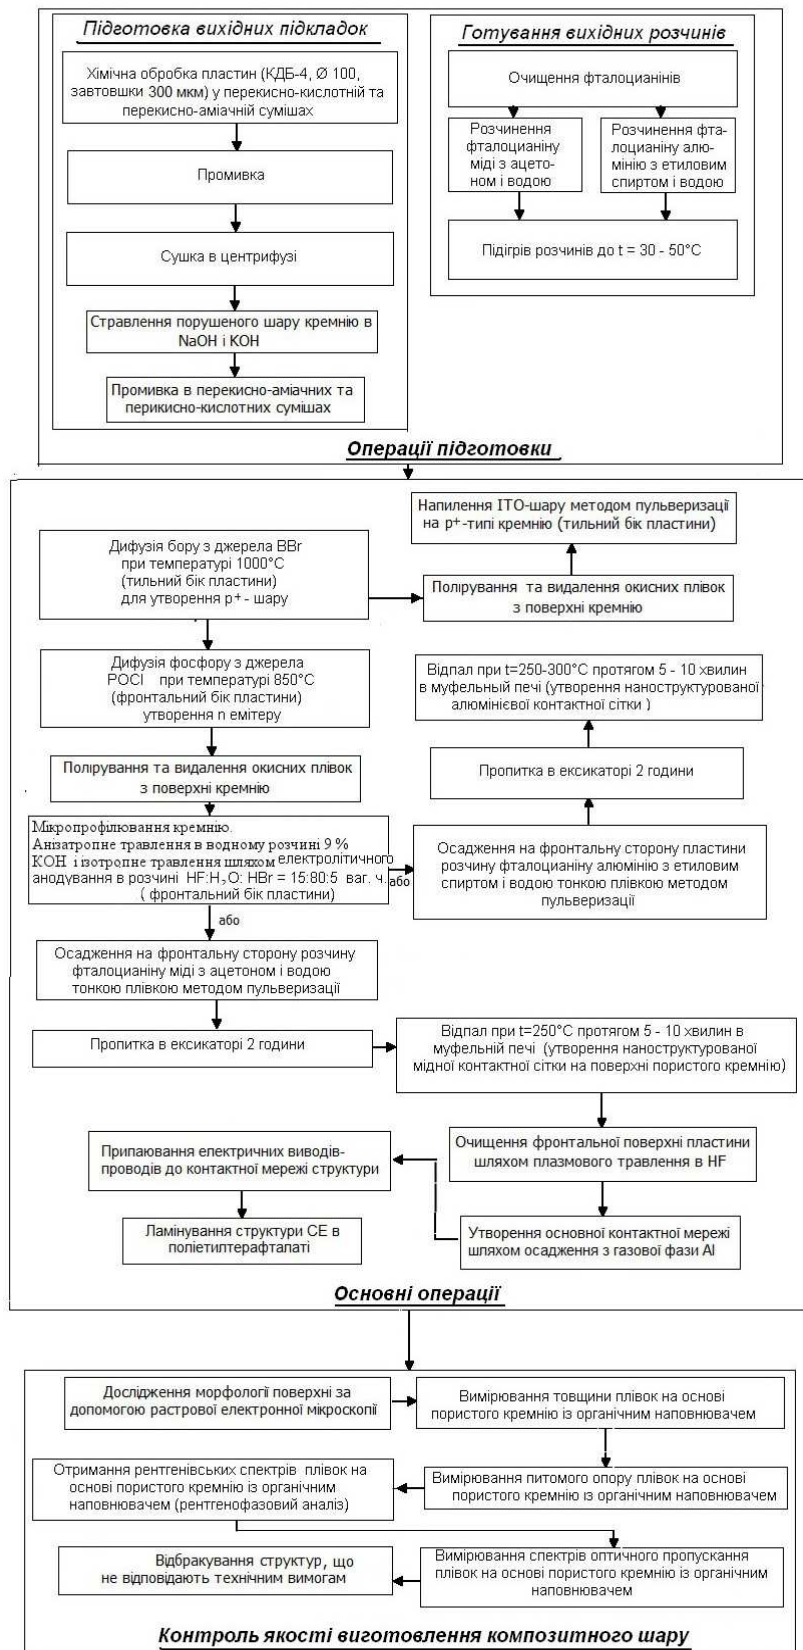 Підготовка вихідних підкладок
Хімічна обробка пластин (КДБ-4, Ø 100,
завтовшки 300 мкм) у перекисно-кислотній та
перекисно-аміачній сумішах
Промивка
Сушка в центрифузі
Стравлення порушеного шару кремнію в
NaOH і KOH
Промивка в перекисно-аміачних та
перикисно-кислотних сумішах
Готування вихідних розчинів
Очищення фталоцианінів
Розчинення
фталоцианіну
міді з ацето-
ном і водою
Розчинення фта-
лоцианіну алю-
мінію з етиловим
спиртом і водою
Підігрів розчинів до t = 30 - 50°C
Операції підготовки
Напилення ITO-шару методом пульверизації
на p+-типі кремнію (тильний бік пластини)
Дифузія бору з джерела BBr
при температурі 1000°C
(тильний бік пластини)
для утворення p+- шару
Полірування та видалення окисних плівок
з поверхні кремнію
Дифузія фосфору з джерела
POCl при температурі 850°C
(фронтальний бік пластини)
утворення n емітеру
Відпал при t=250-300°C протягом 5 - 10 хвилин
в муфельный печі (утворення наноструктурованої
алюмінієвої контактної сітки )
Полірування та видалення окисних плівок
з поверхні кремнію
Пропитка в ексикаторі 2 години
Мікропрофілювання кремнію.
Анізатропне травлення в водному розчині 9 %
KOH і ізотропне травлення шляхом електролітичного
анодування в розчині HF:H2O: HBr = 15:80:5 ваг. ч.
( фронтальний бік пластини)
або
Осадження на фронтальну сторону пластини
розчину фталоцианіну алюмінію з етиловим
спиртом і водою тонкою плівкою методом
пульверизації
або
Осадження на фронтальну сторону розчину
фталоцианіну міді з ацетоном і водою
тонкою плівкою методом пульверизації
Пропитка в ексикаторі 2 години
Відпал при t=250°C протягом 5 - 10 хвилин в
муфельній печі (утворення наноструктурованої
мідної контактної сітки на поверхні пористого кремнію)
Припаювання електричних виводів-
проводів до контактної мережі структури
Очищення фронтальної поверхні пластини
шляхом плазмового травлення в HF
Ламінування структури СЕ в
поліетилтерафталаті
Утворення основної контактної мережі
шляхом осадження з газової фази Al
Основні операції
Дослідження морфології поверхні за
допомогою растрової електронної мікроскопії
Вимірювання товщини плівок на основі
пористого кремнію із органічним наповнювачем
Отримання рентгенівських спектрів плівок на
основі пористого кремнію із органічним
наповнювачем (рентгенофазовий аналіз)
Вимірювання питомого опору плівок на основі
пористого кремнію із органічним наповнювачем
Відбракування структур, що
не відповідають технічним вимогам
Вимірювання спектрів оптичного пропускання
плівок на основі пористого кремнію із органічним
наповнювачем
Контроль якості виготовлення композитного шару